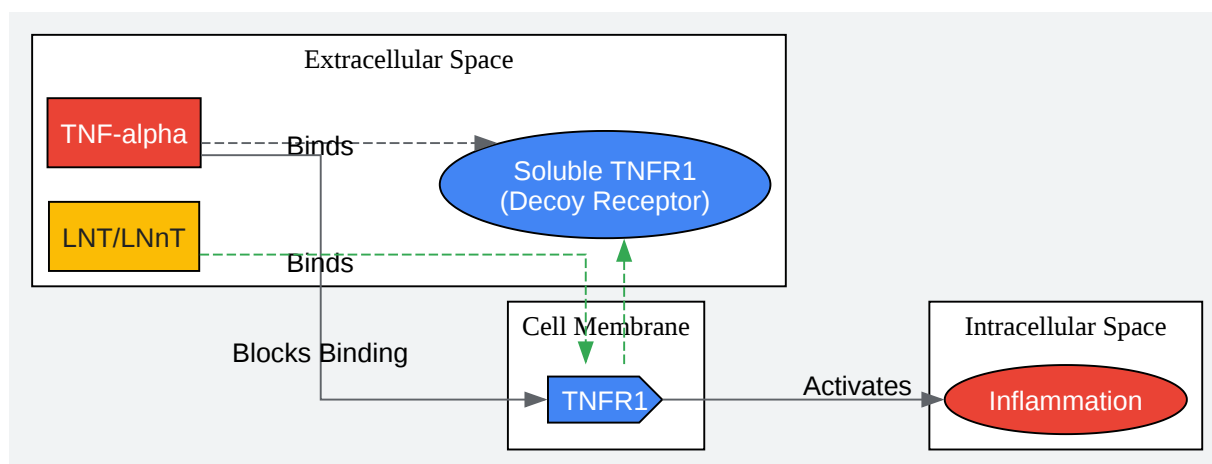 Extracellular Space
TNF-alpha
Binds
Soluble TNFR1
(Decoy Receptor)
LNT/LNnT
Binds
Cell Membrane
Intracellular Space
Blocks Binding
TNFR1
Activates
Inflammation